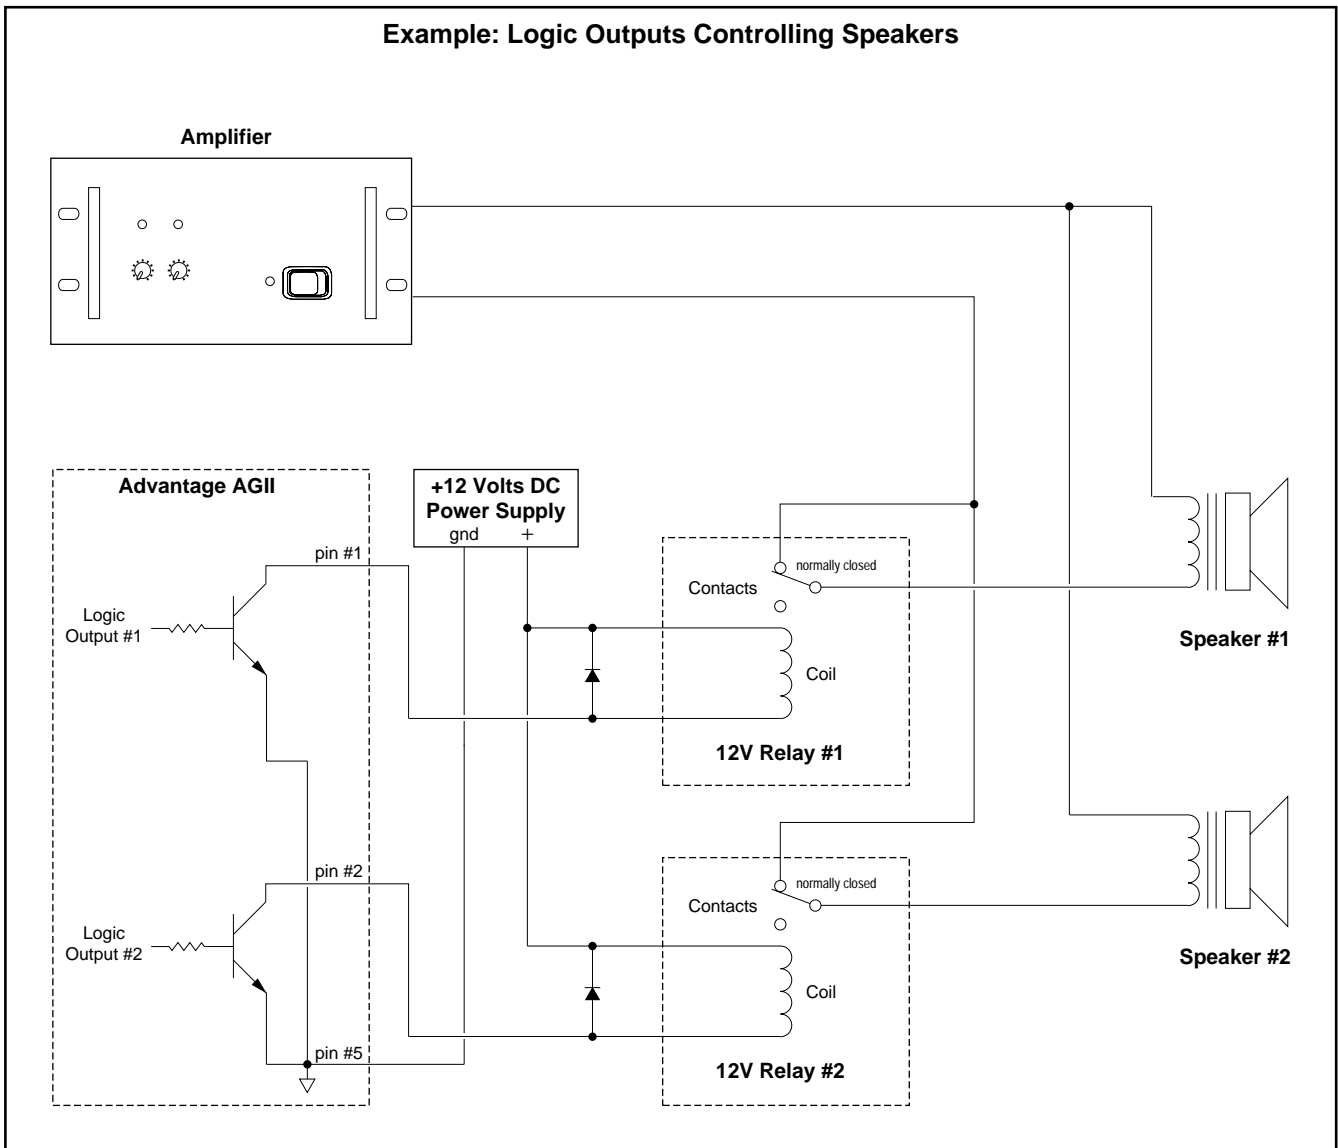 Example: Logic Outputs Controlling Speakers
Amplifier
Advantage AGII
+12 Volts DC
Power Supply
gnd +
pin #1
Logic
Output #1
normally closed
Contacts
Coil
12V Relay #1
Speaker #1
pin #2
Logic
Output #2
pin #5
normally closed
Contacts
Coil
12V Relay #2
Speaker #2